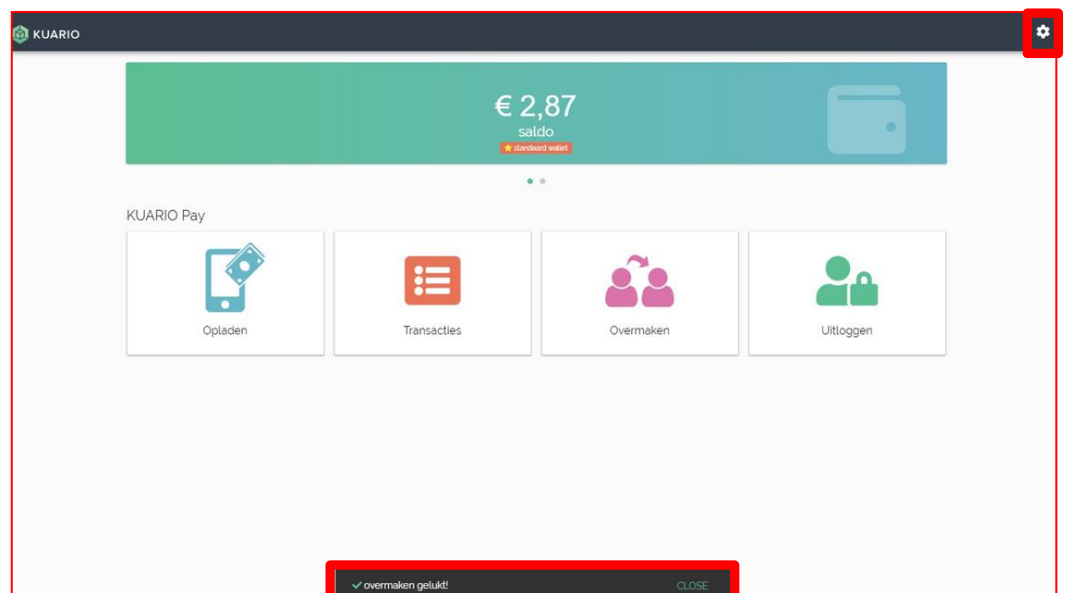 KUARIO
€ 2,87
saldo
standaard wallet
KUARIO Pay
Opladen
Transacties
Overmaken
Uitloggen
overmaken gelukt!
CLOSE